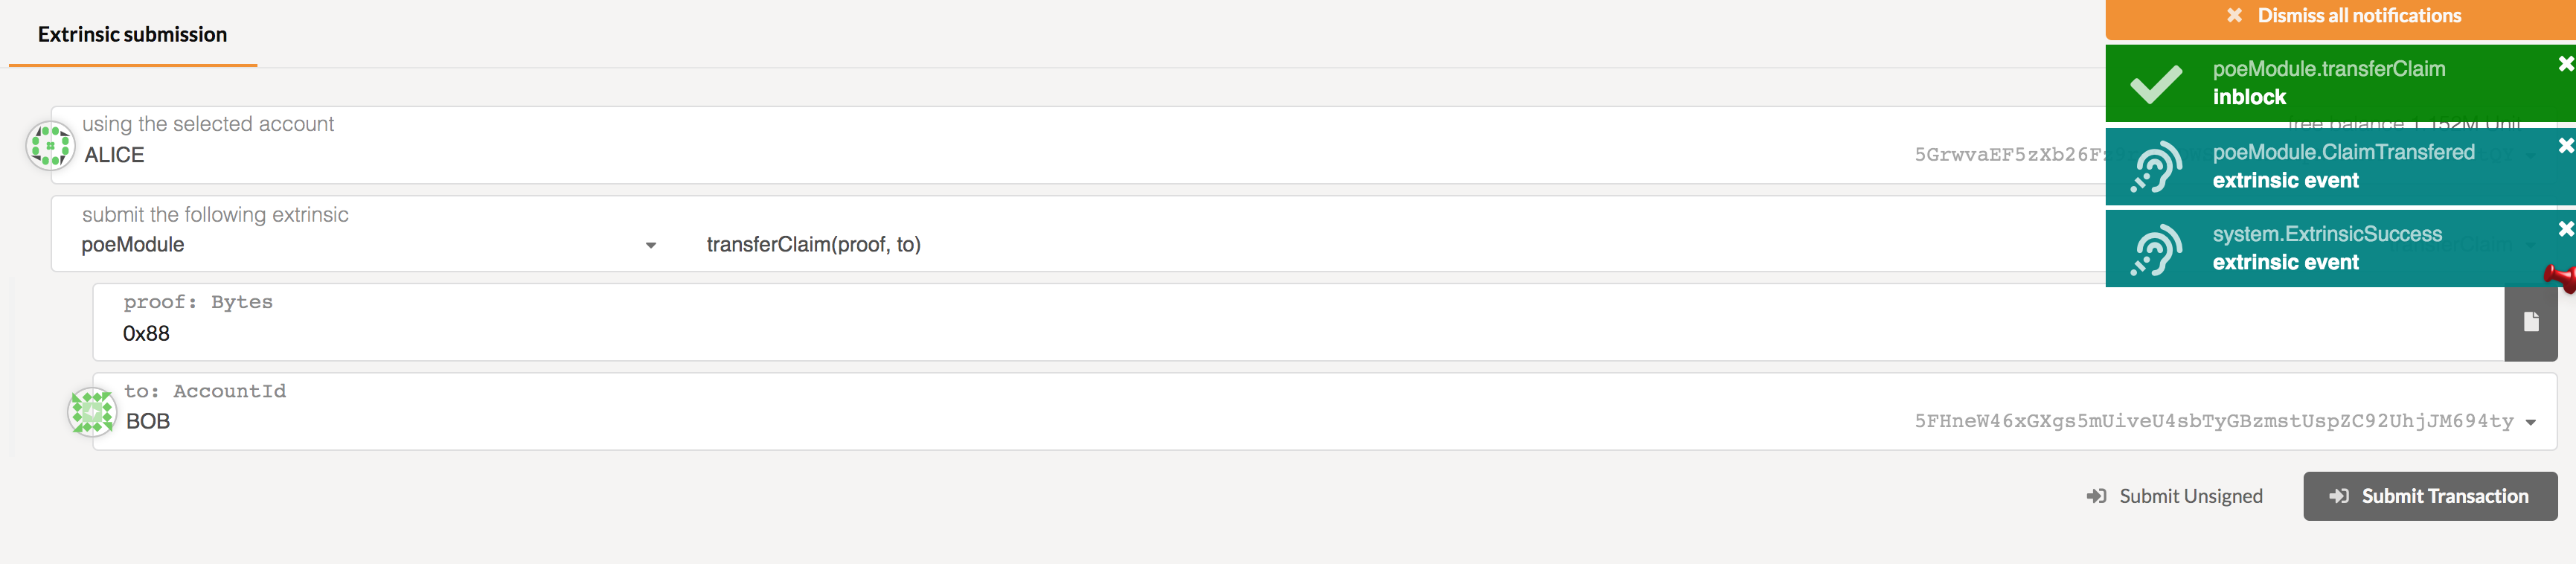 Extrinsic submission
Dismiss all notifications
poeModule.transferClaim
inblock
using the selected account
ALICE
5GrwvaEF5zXb26F
poeModule.ClaimTransfered
extrinsic event
submit the following extrinsic
poeModule
transferClaim(proof, to)
system.ExtrinsicSuccess
extrinsic event
proof: Bytes
0x88
to: AccountId
BOB
5FHneW46xGXgs5mUiveU4sbTyGBzmstUspZC92UhjJM694ty
Submit Unsigned
Submit Transaction